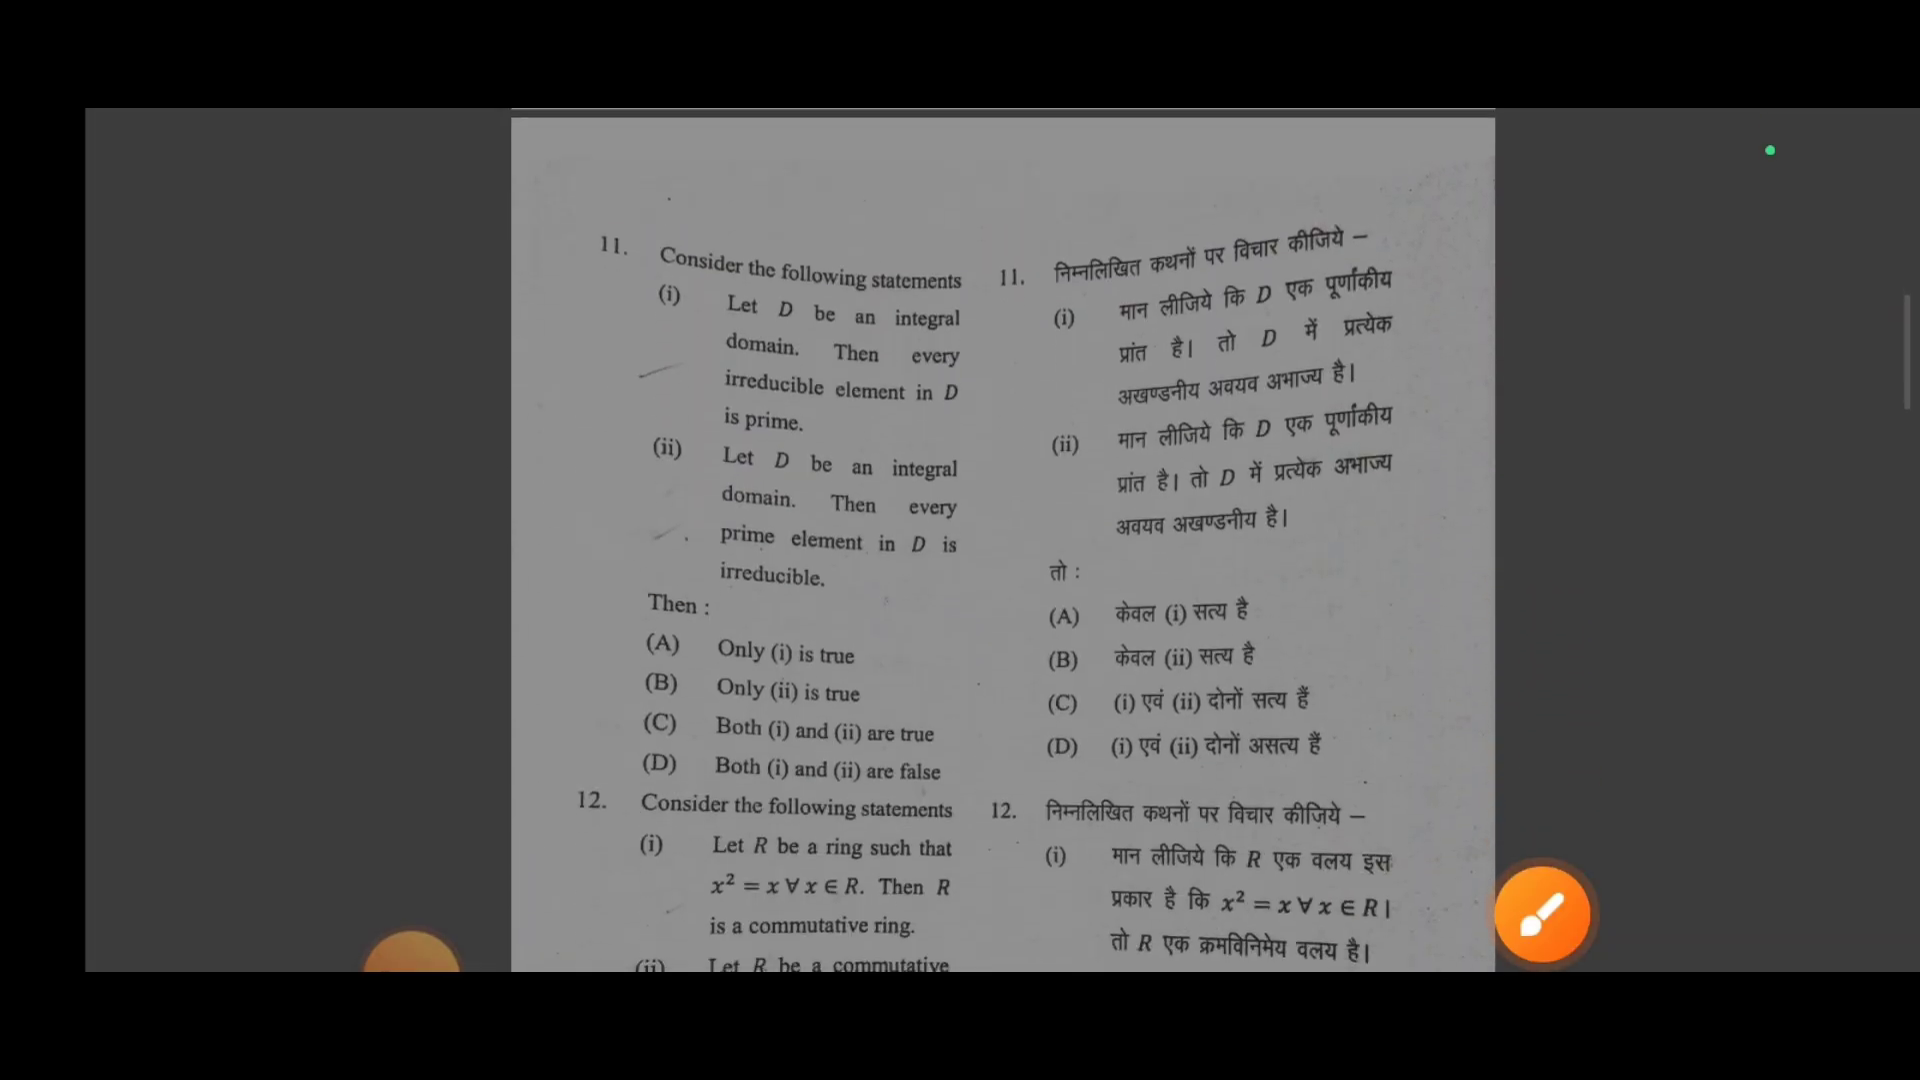 11. Consider the following statements
(i) Let D be an integral
domain. Then every
irreducible element in D
is prime.
(ii) Let D be an integral
domain. Then every
prime element in D is
irreducible.
Then :
(A) Only (i) is true
(B) Only (ii) is true
(C) Both (i) and (ii) are true
(D) Both (i) and (ii) are false
12. Consider the following statements
(i) Let R be a ring such that
x² = x ∀ x ∈ R. Then R
is a commutative ring.
(ii) Let R be a commutative
11. निम्नलिखित कथनों पर विचार कीजिये –
(i) मान लीजिये कि D एक पूर्णांकीय
प्रांत है। तो D में प्रत्येक
अखण्डनीय अवयव अभाज्य है।
(ii) मान लीजिये कि D एक पूर्णांकीय
प्रांत है। तो D में प्रत्येक अभाज्य
अवयव अखण्डनीय है।
तो :
(A) केवल (i) सत्य है
(B) केवल (ii) सत्य है
(C) (i) एवं (ii) दोनों सत्य हैं
(D) (i) एवं (ii) दोनों असत्य हैं
12. निम्नलिखित कथनों पर विचार कीजिये –
(i) मान लीजिये कि R एक वलय इस
प्रकार है कि x² = x ∀ x ∈ R।
तो R एक क्रमविनिमेय वलय है।